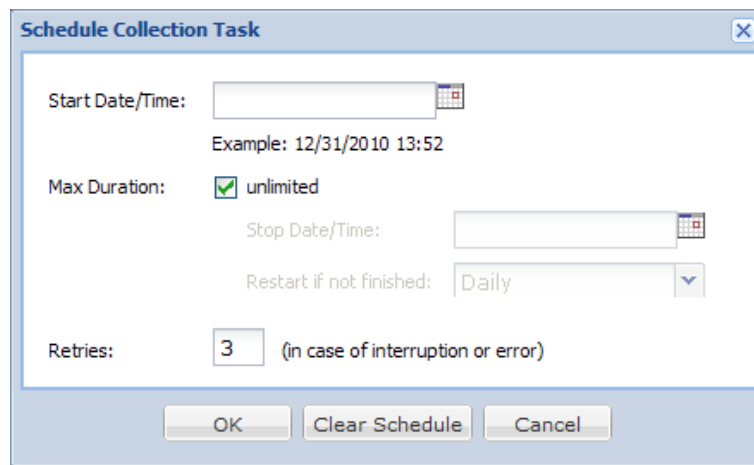 Schedule Collection Task
Start Date/Time:
Example: 12/31/2010 13:52
Max Duration: unlimited
Stop Date/Time:
Restart if not finished: Daily
Retries: 3 (in case of interruption or error)
OK Clear Schedule Cancel